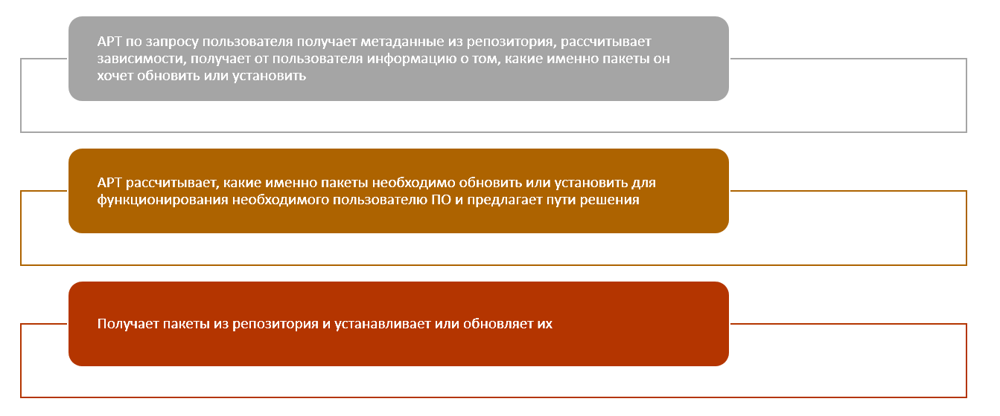 АРТ по запросу пользователя получает метаданные из репозитория, рассчитывает
зависимости, получает от пользователя информацию о том, какие именно пакеты он
хочет обновить или установить
АРТ рассчитывает, какие именно пакеты необходимо обновить или установить для
функционирования необходимого пользователю ПО и предлагает пути решения
Получает пакеты из репозитория и устанавливает или обновляет их